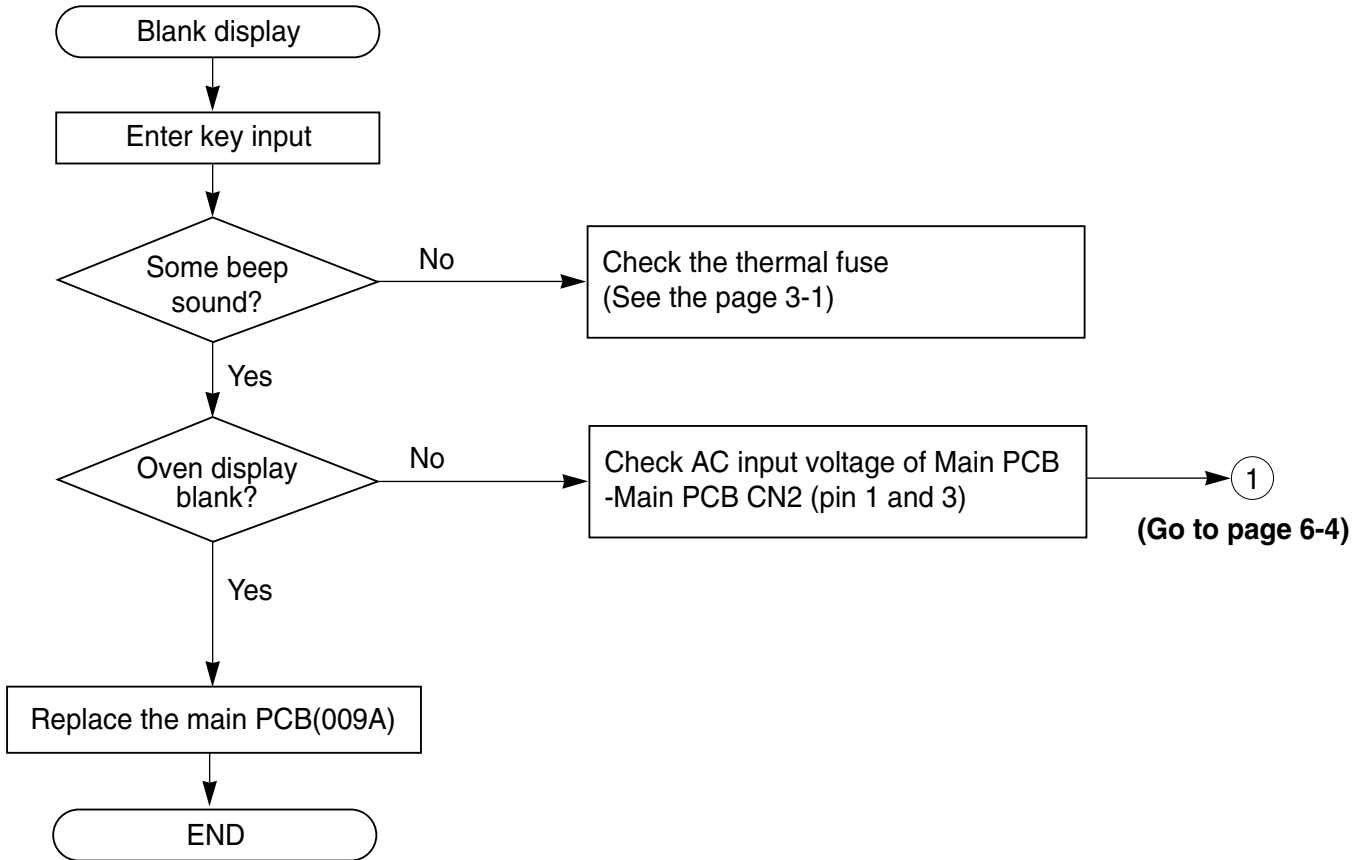 Blank display
Enter key input
Some beep
sound?
No
Check the thermal fuse
(See the page 3-1)
Yes
Oven display
blank?
No
Check AC input voltage of Main PCB
-Main PCB CN2 (pin 1 and 3)
1
(Go to page 6-4)
Yes
Replace the main PCB(009A)
END